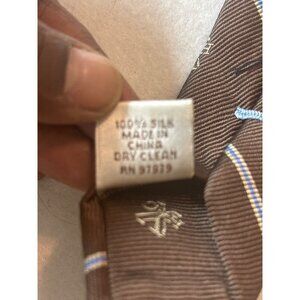 100% SILK
MADE IN
CHINA
DRY CLEAN
RN 97979